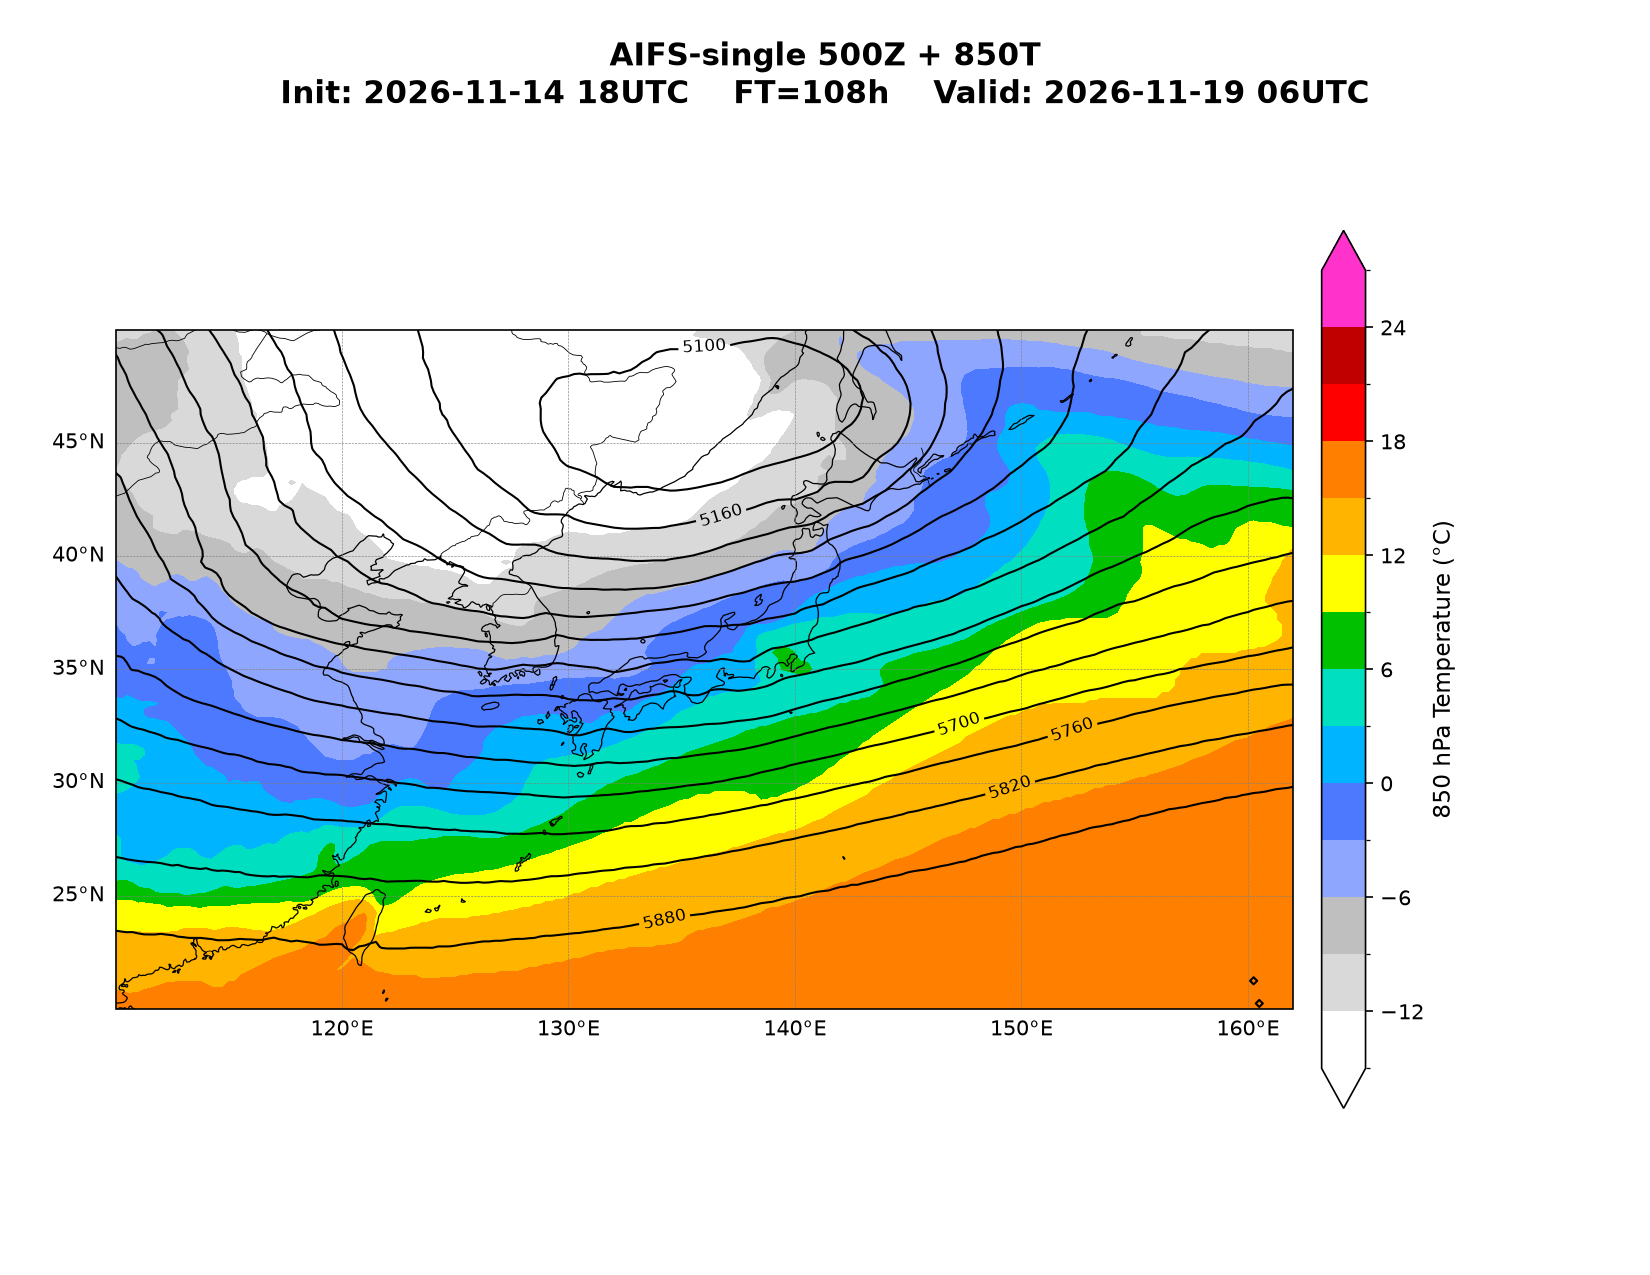 AIFS-single 500Z + 850T
Init: 2026-11-14 18UTC    FT=108h    Valid: 2026-11-19 06UTC
5100
5160
5700
5760
5820
5880
45°N
40°N
35°N
30°N
25°N
120°E
130°E
140°E
150°E
160°E
24
18
12
6
0
−6
−12
850 hPa Temperature (°C)